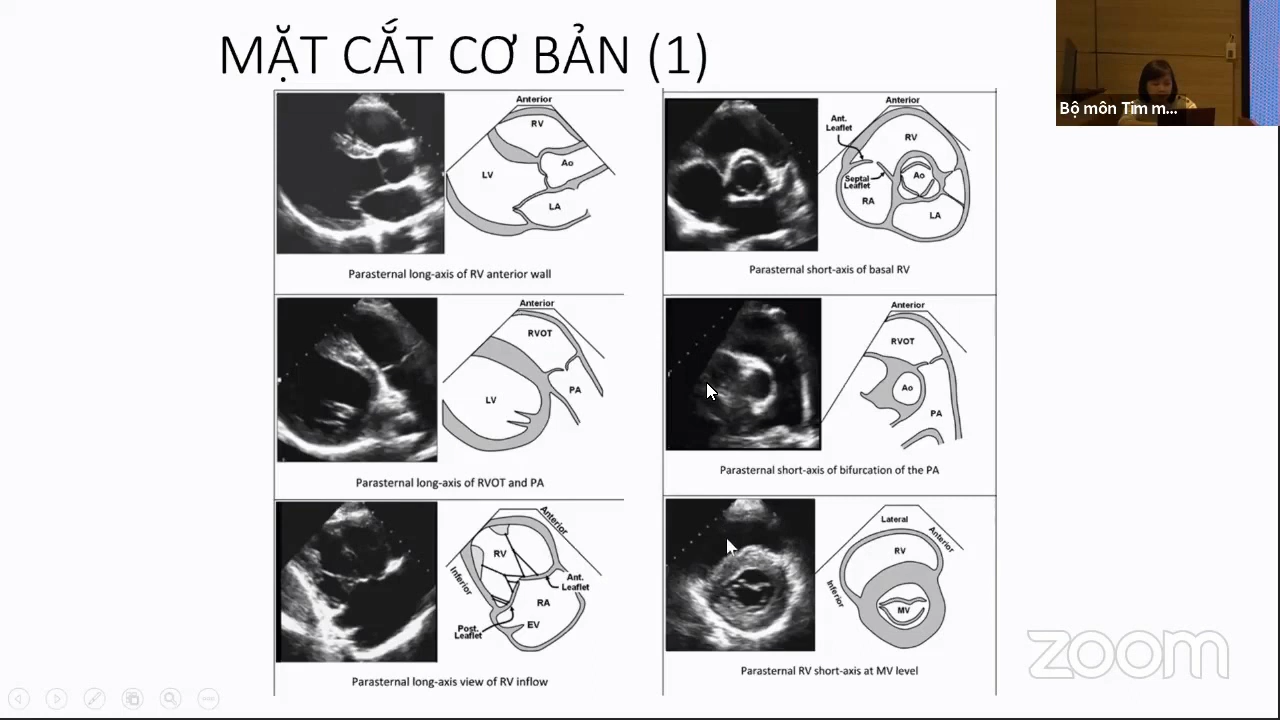 MẶT CẮT CƠ BẢN (1)
Bộ môn Tim m...
Anterior
RV
Ao
LV
LA
Parasternal long-axis of RV anterior wall
Anterior
Ant.
Leaflet
RV
Septal
Leaflet
Ao
RA
LA
Parasternal short-axis of basal RV
Anterior
RVOT
PA
LV
Parasternal long-axis of RVOT and PA
Anterior
RVOT
Ao
PA
Parasternal short-axis of bifurcation of the PA
Anterior
RV
Inferior
Ant.
Leaflet
RA
Post.
Leaflet
EV
Parasternal long-axis view of RV inflow
Lateral
Anterior
RV
Inferior
MV
Parasternal RV short-axis at MV level
zoom